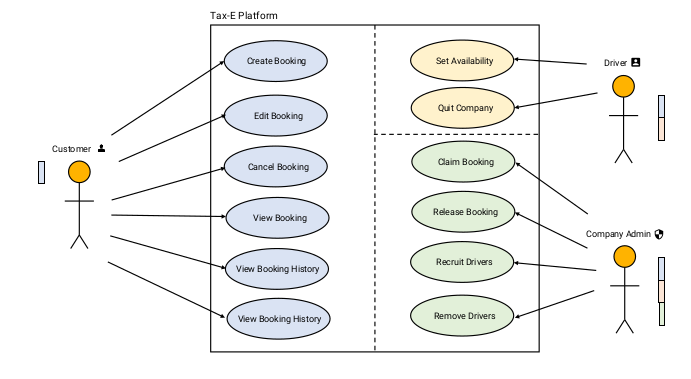 Tax-E Platform
Create Booking
Edit Booking
Cancel Booking
View Booking
View Booking History
View Booking History
Set Availability
Quit Company
Claim Booking
Release Booking
Recruit Drivers
Remove Drivers
Customer
Driver
Company Admin